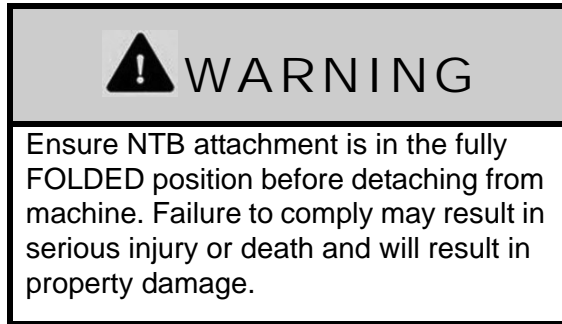 WARNING
Ensure NTB attachment is in the fully
FOLDED position before detaching from
machine. Failure to comply may result in
serious injury or death and will result in
property damage.